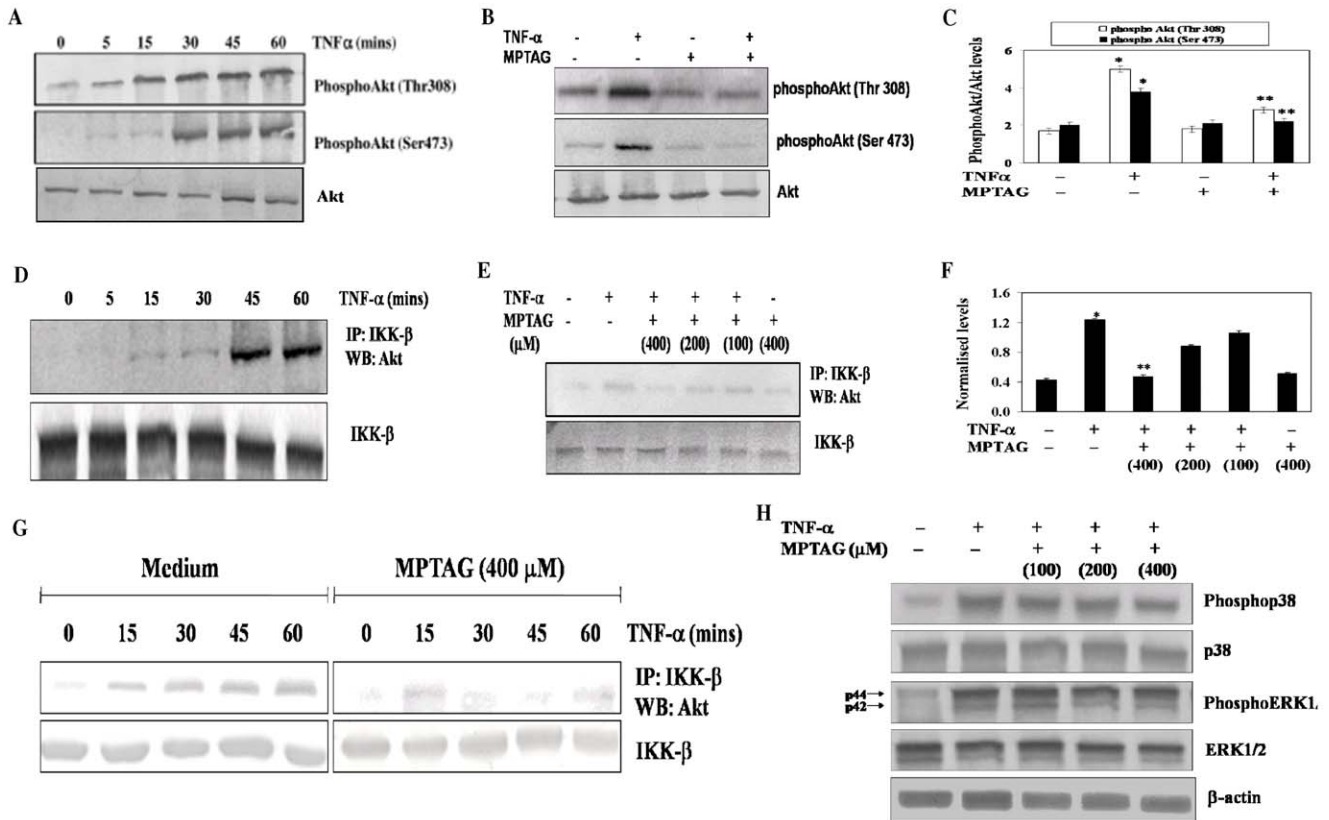 A
0 5 15 30 45 60 TNFα (mins)
PhosphoAkt (Thr308)
PhosphoAkt (Ser473)
Akt
B
TNF-α - + - +
MPTAG - - + +
phosphoAkt (Thr 308)
phosphoAkt (Ser 473)
Akt
C
phospho Akt (Thr 308)
phospho Akt (Ser 473)
PhosphoAkt/Akt levels
6
4
2
0
* * ** **
TNFα – + – +
MPTAG – – + +
D
0 5 15 30 45 60 TNF-α (mins)
IP: IKK-β
WB: Akt
IKK-β
E
TNF-α - + + + + -
MPTAG - - + + + +
(μM) (400) (200) (100) (400)
IP: IKK-β
WB: Akt
IKK-β
F
Normalised levels
1.6
1.2
0.8
0.4
0.0
* **
TNF-α – + + + + –
MPTAG – – + + + +
(400) (200) (100) (400)
G
Medium MPTAG (400 μM)
0 15 30 45 60 0 15 30 45 60 TNF-α (mins)
IP: IKK-β
WB: Akt
IKK-β
H
TNF-α – + + + +
MPTAG (μM) – – + + +
(100) (200) (400)
Phosphop38
p38
p44→
p42→
PhosphoERK1/
ERK1/2
β-actin